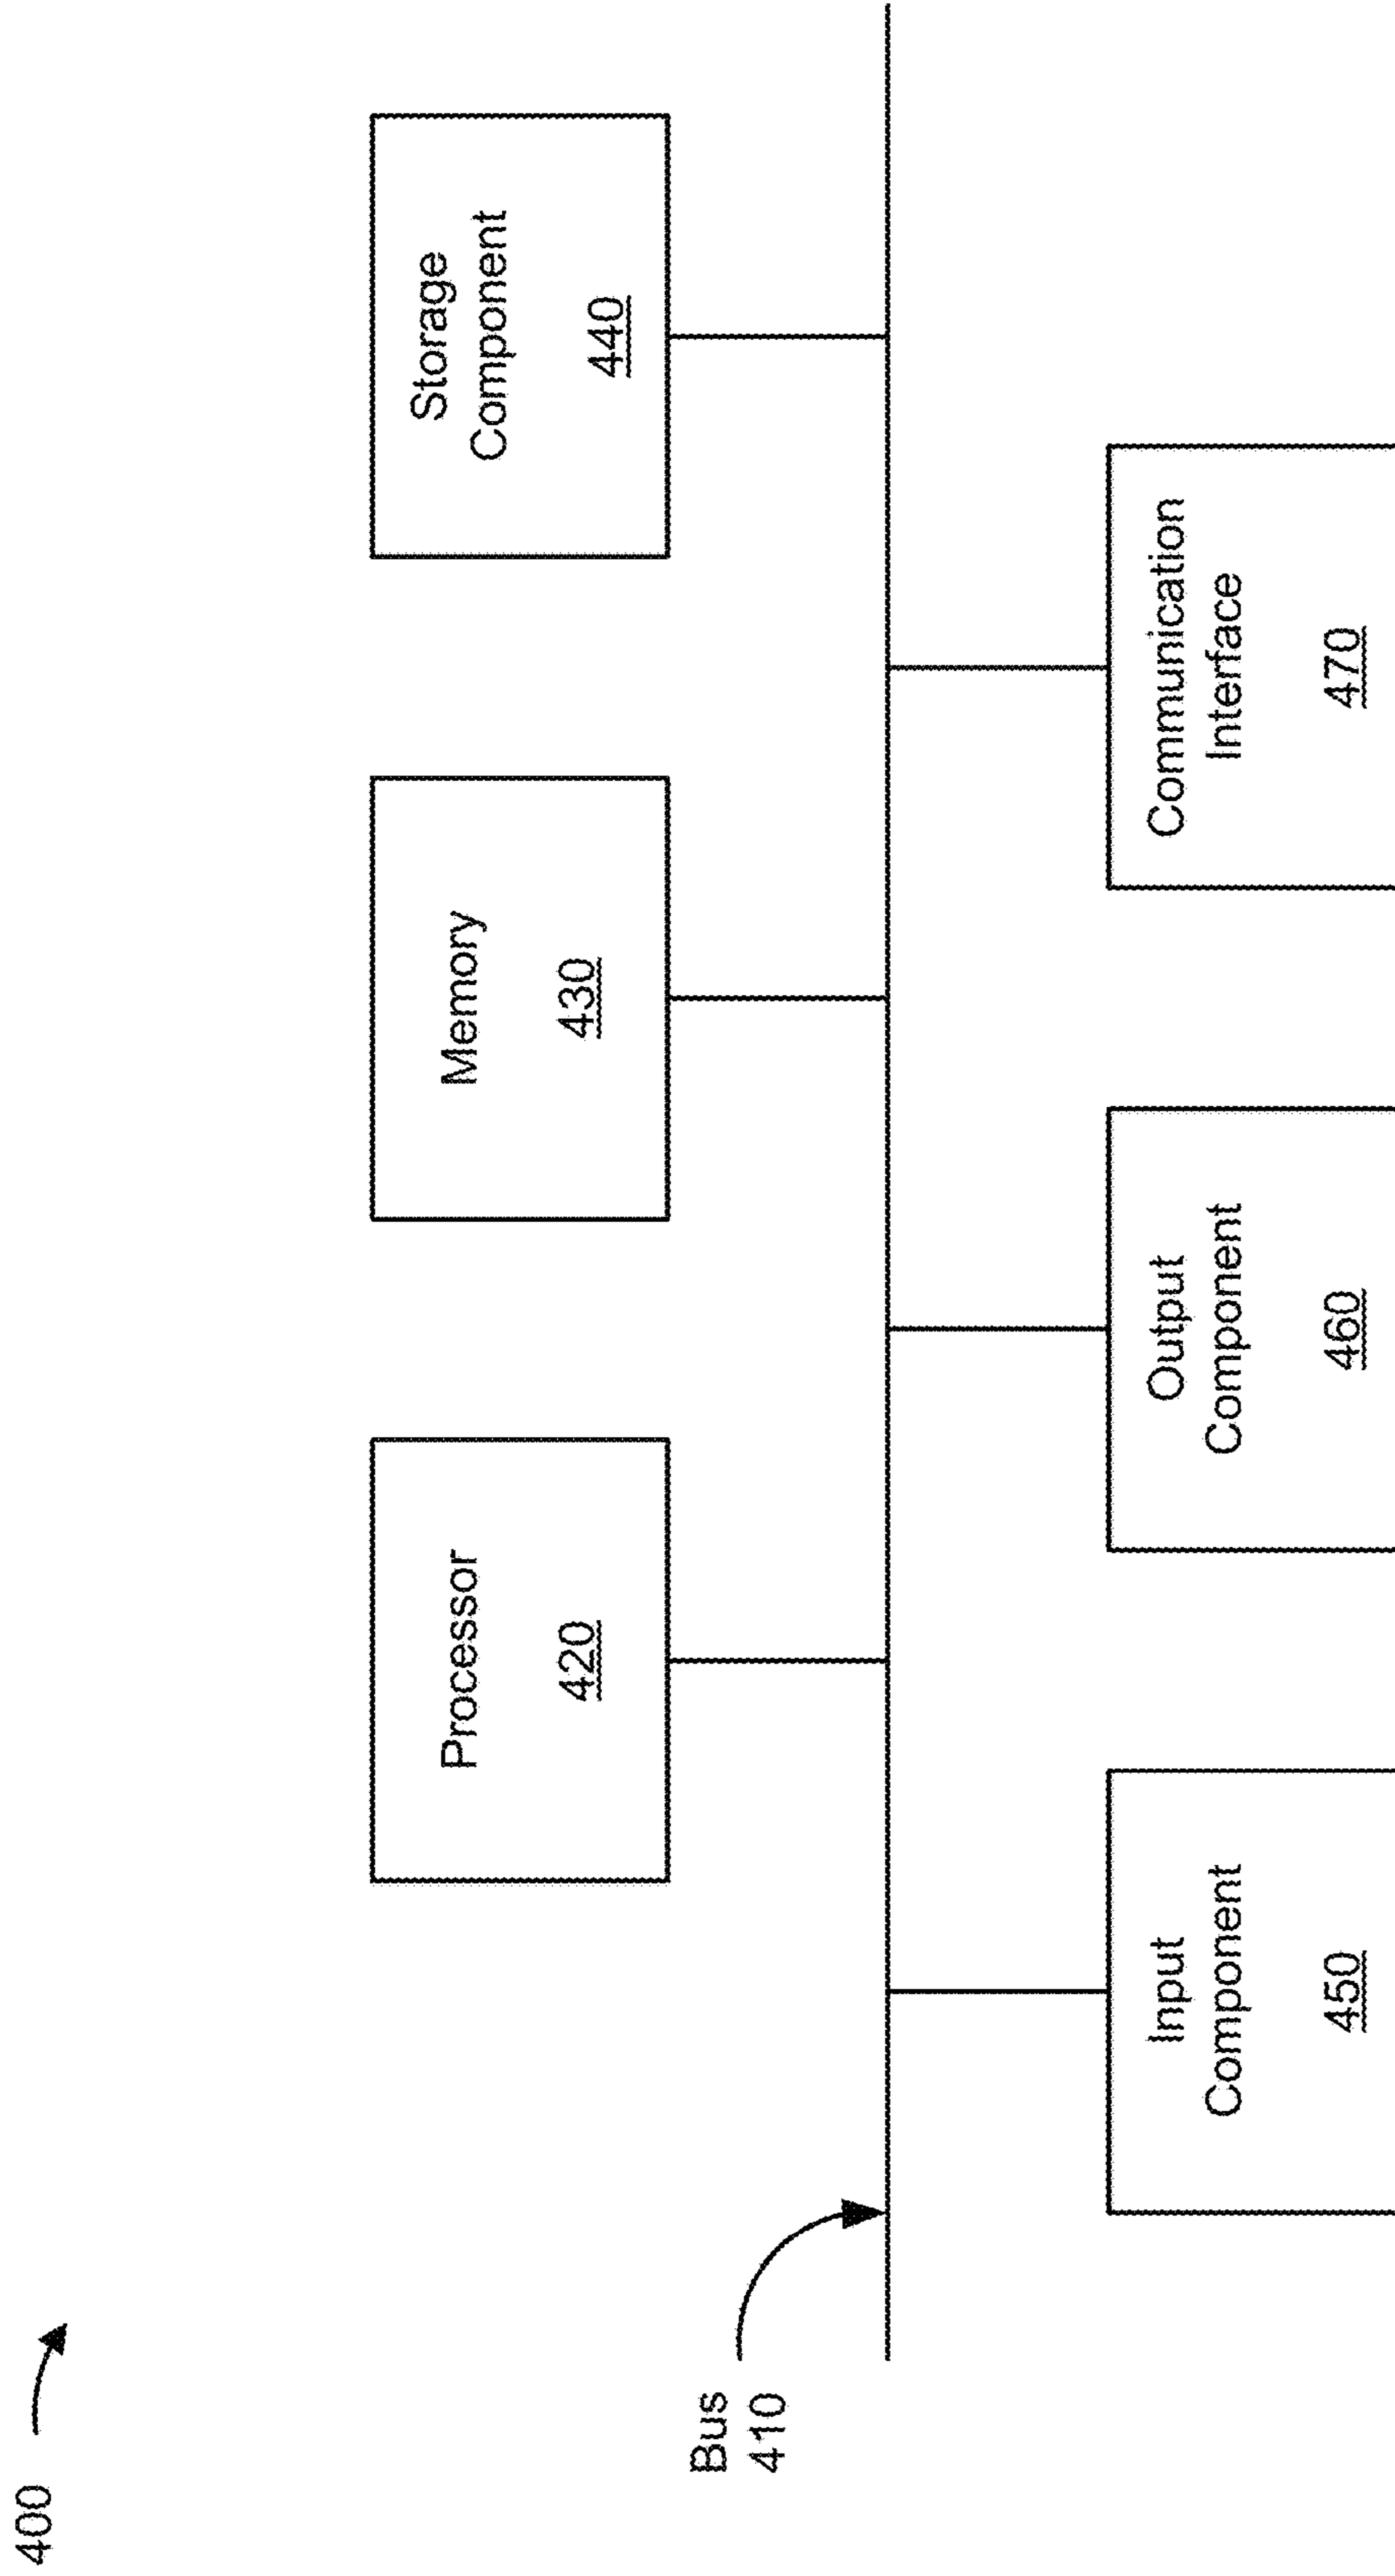 400
Processor
420
Memory
430
Storage
Component
440
Bus
410
Input
Component
450
Output
Component
460
Communication
Interface
470